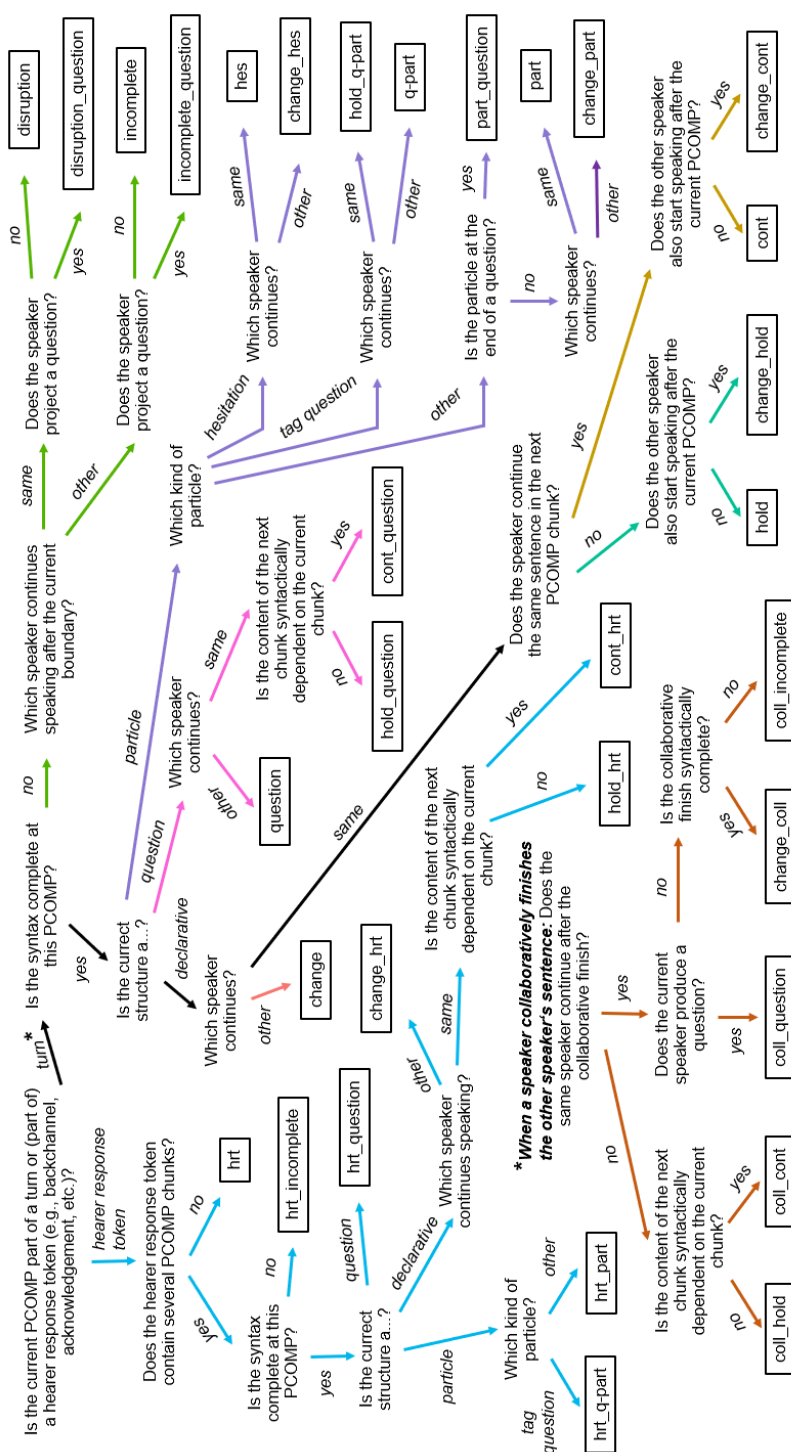 Is the current PCOMP part of a turn or (part of)
a hearer response token (e.g., backchannel,
acknowledgement, etc.)?
turn*
hearer response
token
Is the syntax complete at
this PCOMP?
no
yes
Which speaker continues
speaking after the current
boundary?
same
other
Does the speaker
project a question?
no
yes
disruption
disruption_question
Does the speaker
project a question?
no
yes
incomplete
incomplete_question
Is the currect
structure a...?
particle
question
declarative
Which kind of
particle?
hesitation
tag question
other
Which speaker
continues?
same
other
hes
change_hes
Which speaker
continues?
same
other
hold_q-part
q-part
Is the particle at the
end of a question?
yes
no
part_question
Which speaker
continues?
same
other
part
change_part
Which speaker
continues?
same
other
question
Is the content of the next
chunk syntactically
dependent on the current
chunk?
no
yes
hold_question
cont_question
Which speaker
continues?
other
same
change
Does the speaker continue
the same sentence in the next
PCOMP chunk?
yes
no
Does the other speaker
also start speaking after the
current PCOMP?
no
yes
cont
change_cont
Does the other speaker
also start speaking after the
current PCOMP?
no
yes
hold
change_hold
Does the hearer response token
contain several PCOMP chunks?
no
yes
hrt
Is the syntax
complete at this
PCOMP?
no
yes
hrt_incomplete
Is the currect
structure a...?
question
declarative
particle
hrt_question
Which speaker
continues speaking?
other
same
change_hrt
Is the content of the next
chunk syntactically
dependent on the current
chunk?
yes
no
cont_hrt
hold_hrt
Which kind of
particle?
tag
question
other
hrt_q-part
hrt_part
*When a speaker collaboratively finishes
the other speaker's sentence: Does the
same speaker continue after the
collaborative finish?
no
yes
Is the content of the next
chunk syntactically
dependent on the current
chunk?
no
yes
coll_hold
coll_cont
Does the current
speaker produce a
question?
yes
no
coll_question
Is the collaborative
finish syntactically
complete?
yes
no
change_coll
coll_incomplete